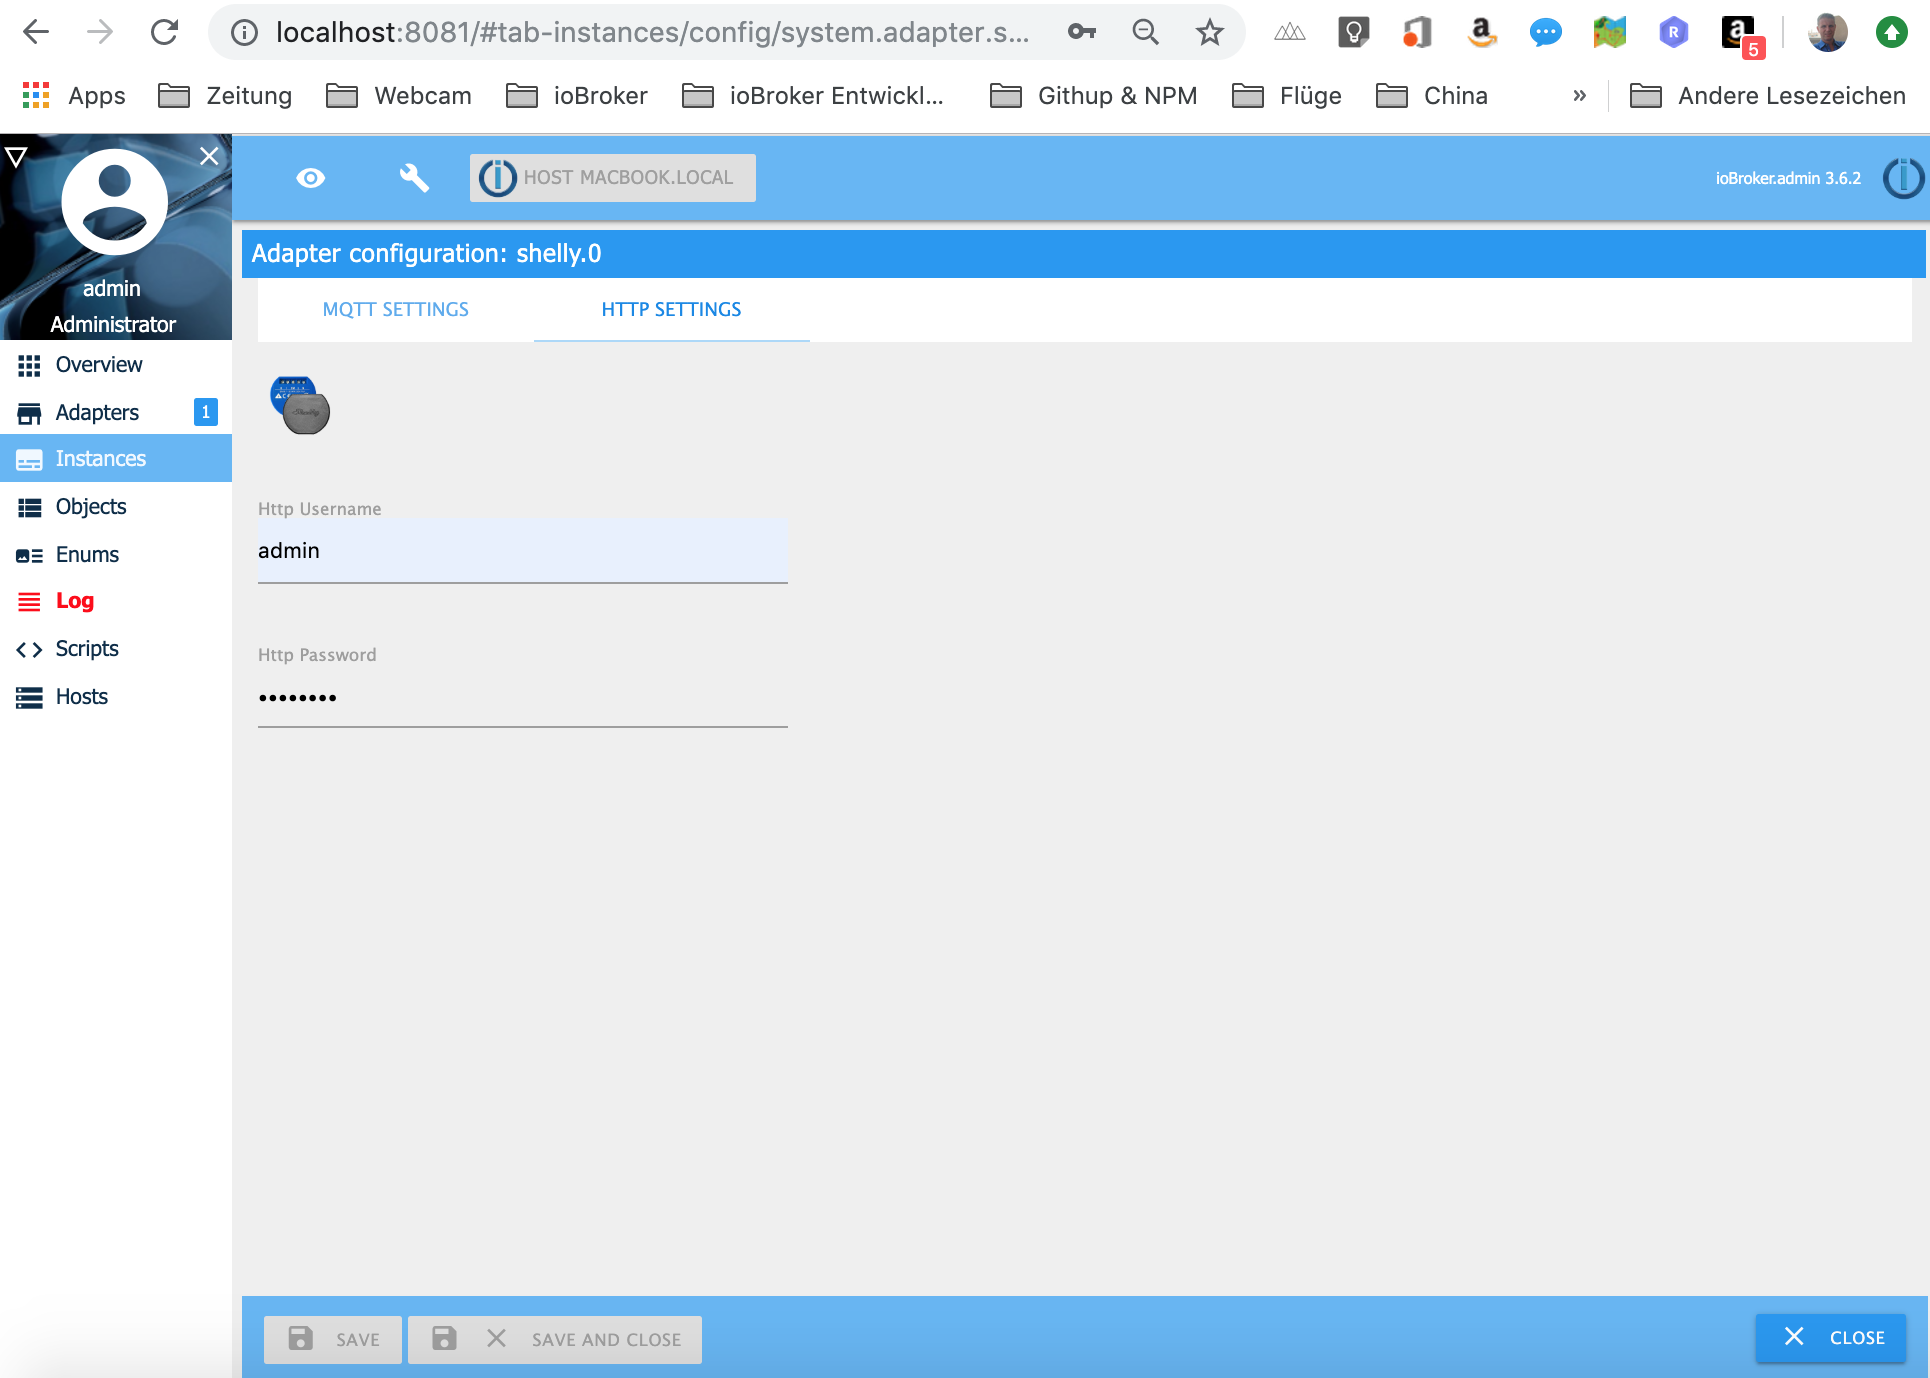 localhost:8081/#tab-instances/config/system.adapter.s...
5
Apps
Zeitung
Webcam
ioBroker
ioBroker Entwickl...
Githup & NPM
Flüge
China
»
Andere Lesezeichen
admin
Administrator
HOST MACBOOK.LOCAL
ioBroker.admin 3.6.2
Adapter configuration: shelly.0
MQTT SETTINGS
HTTP SETTINGS
Overview
Adapters
1
Instances
Objects
Enums
Log
Scripts
Hosts
Http Username
admin
Http Password
••••••••
SAVE
SAVE AND CLOSE
CLOSE